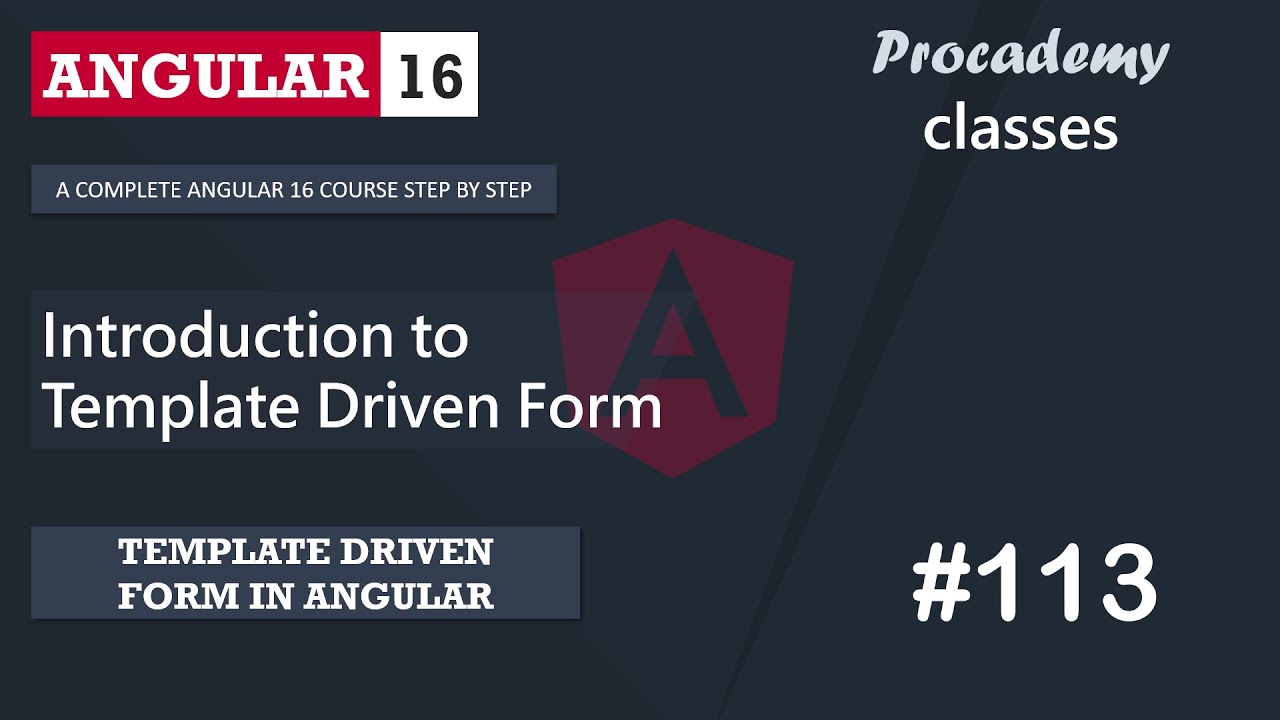 ANGULAR 16
Procademy
classes
A COMPLETE ANGULAR 16 COURSE STEP BY STEP
Introduction to
Template Driven Form
TEMPLATE DRIVEN
FORM IN ANGULAR
#113